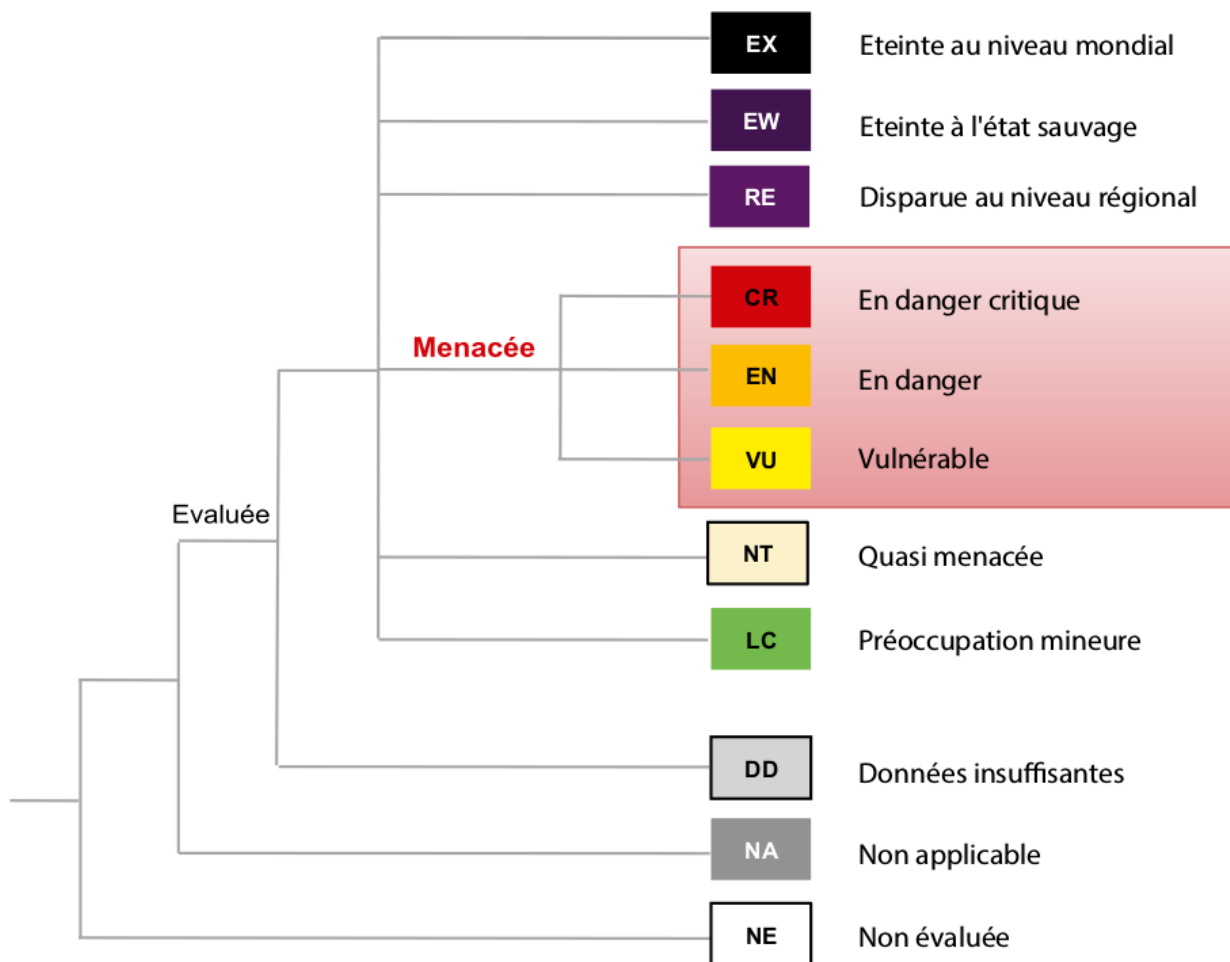 EX Eteinte au niveau mondial
EW Eteinte à l'état sauvage
RE Disparue au niveau régional
CR En danger critique
Menacée
EN En danger
VU Vulnérable
Evaluée
NT Quasi menacée
LC Préoccupation mineure
DD Données insuffisantes
NA Non applicable
NE Non évaluée